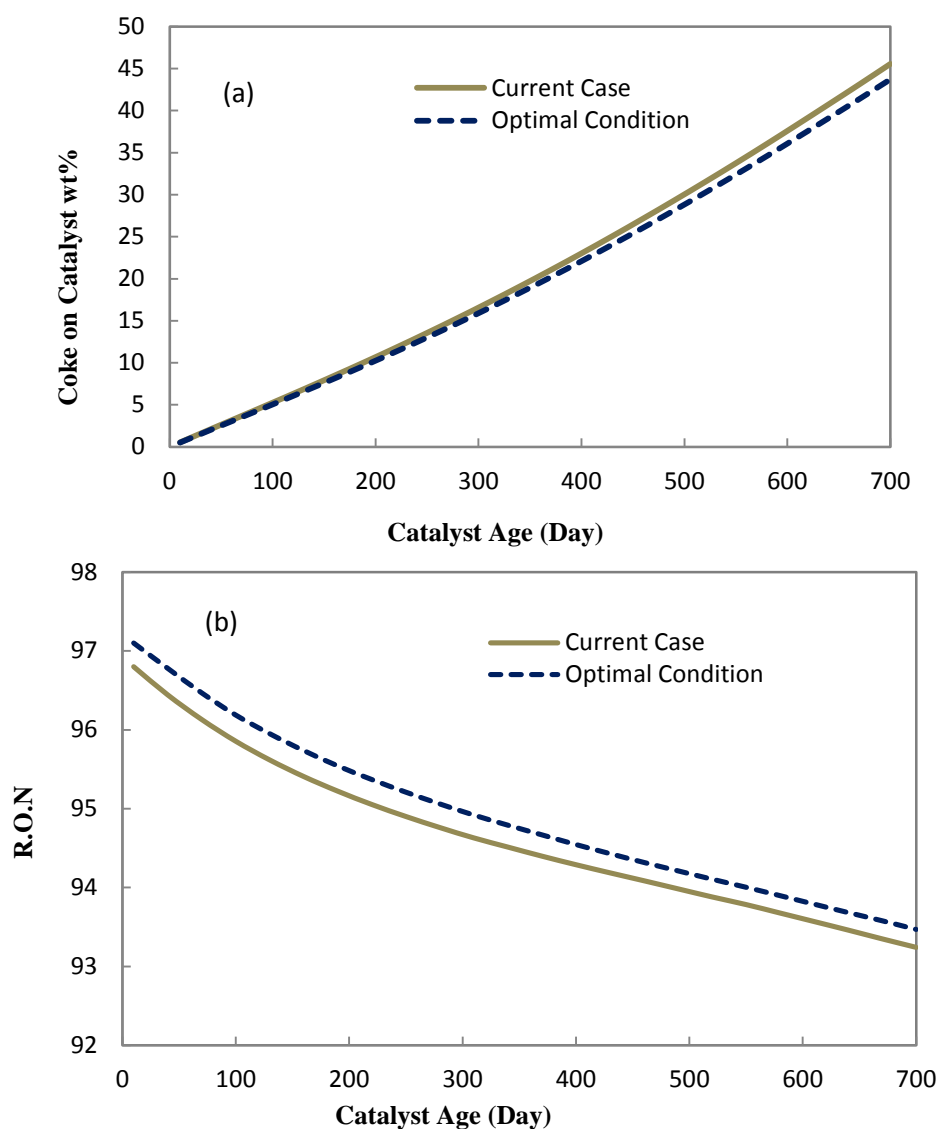 50
45
40
35
30
25
20
15
10
5
0
(a)
Current Case
Optimal Condition
Coke on Catalyst wt%
0 100 200 300 400 500 600 700
Catalyst Age (Day)
98
97
96
95
94
93
92
(b)
Current Case
Optimal Condition
R.O.N
0 100 200 300 400 500 600 700
Catalyst Age (Day)